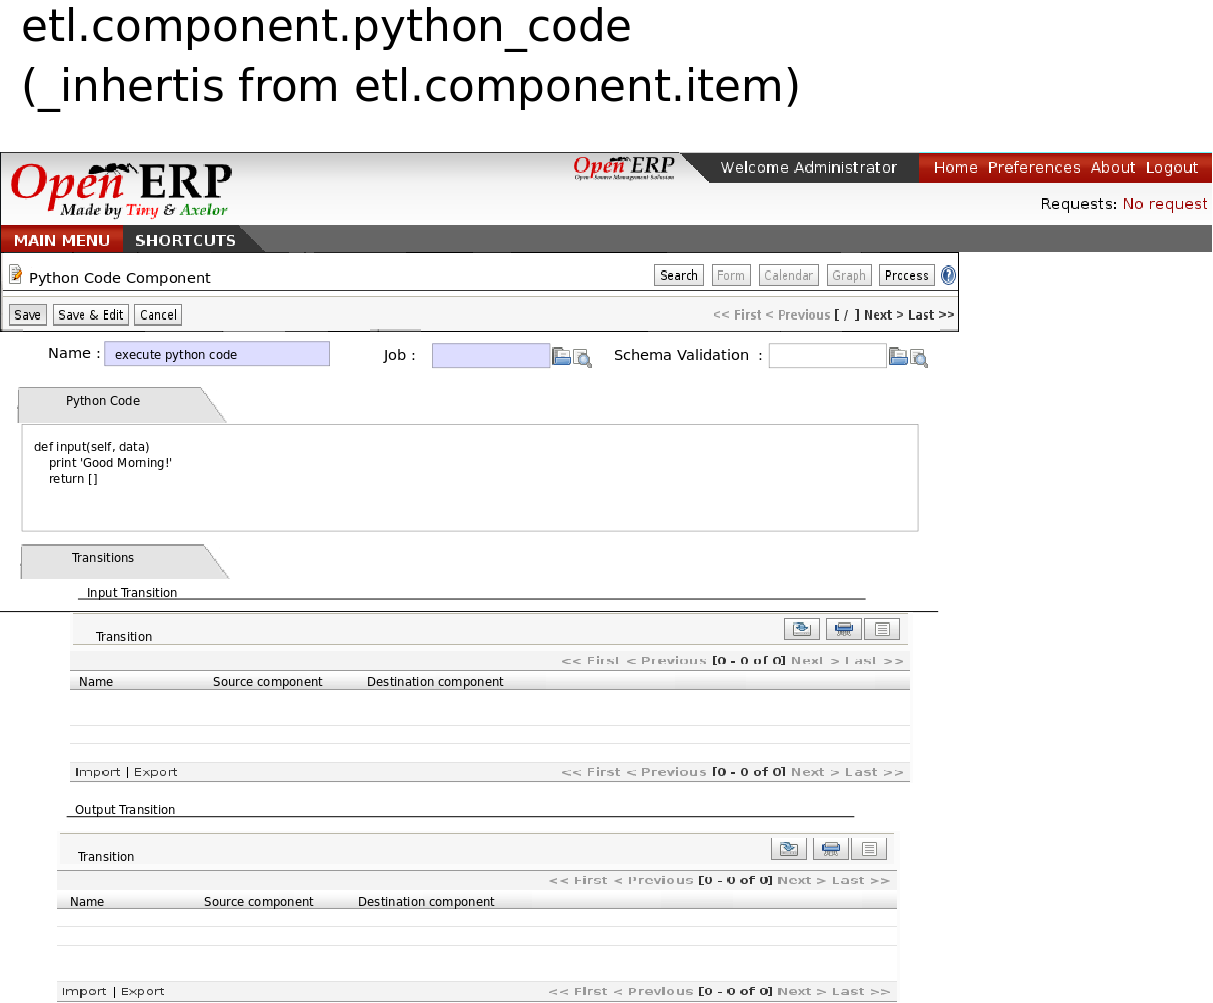 etl.component.python_code
(_inhertis from etl.component.item)
Open ERP
Made by Tiny & Axelor
Open ERP
Open Source Management Solution
Welcome Administrator
Home Preferences About Logout
Requests: No request
MAIN MENU SHORTCUTS
Python Code Component
Search Form Calendar Graph Process ?
Save Save & Edit Cancel
<< First < Previous [ / ] Next > Last >>
Name : execute python code Job : Schema Validation :
Python Code
def input(self, data)
print 'Good Morning!'
return []
Transitions
Input Transition
Transition
<< First < Previous [0 - 0 of 0] Next > Last >>
Name Source component Destination component
Import | Export << First < Previous [0 - 0 of 0] Next > Last >>
Output Transition
Transition
<< First < Previous [0 - 0 of 0] Next > Last >>
Name Source component Destination component
Import | Export << First < Previous [0 - 0 of 0] Next > Last >>